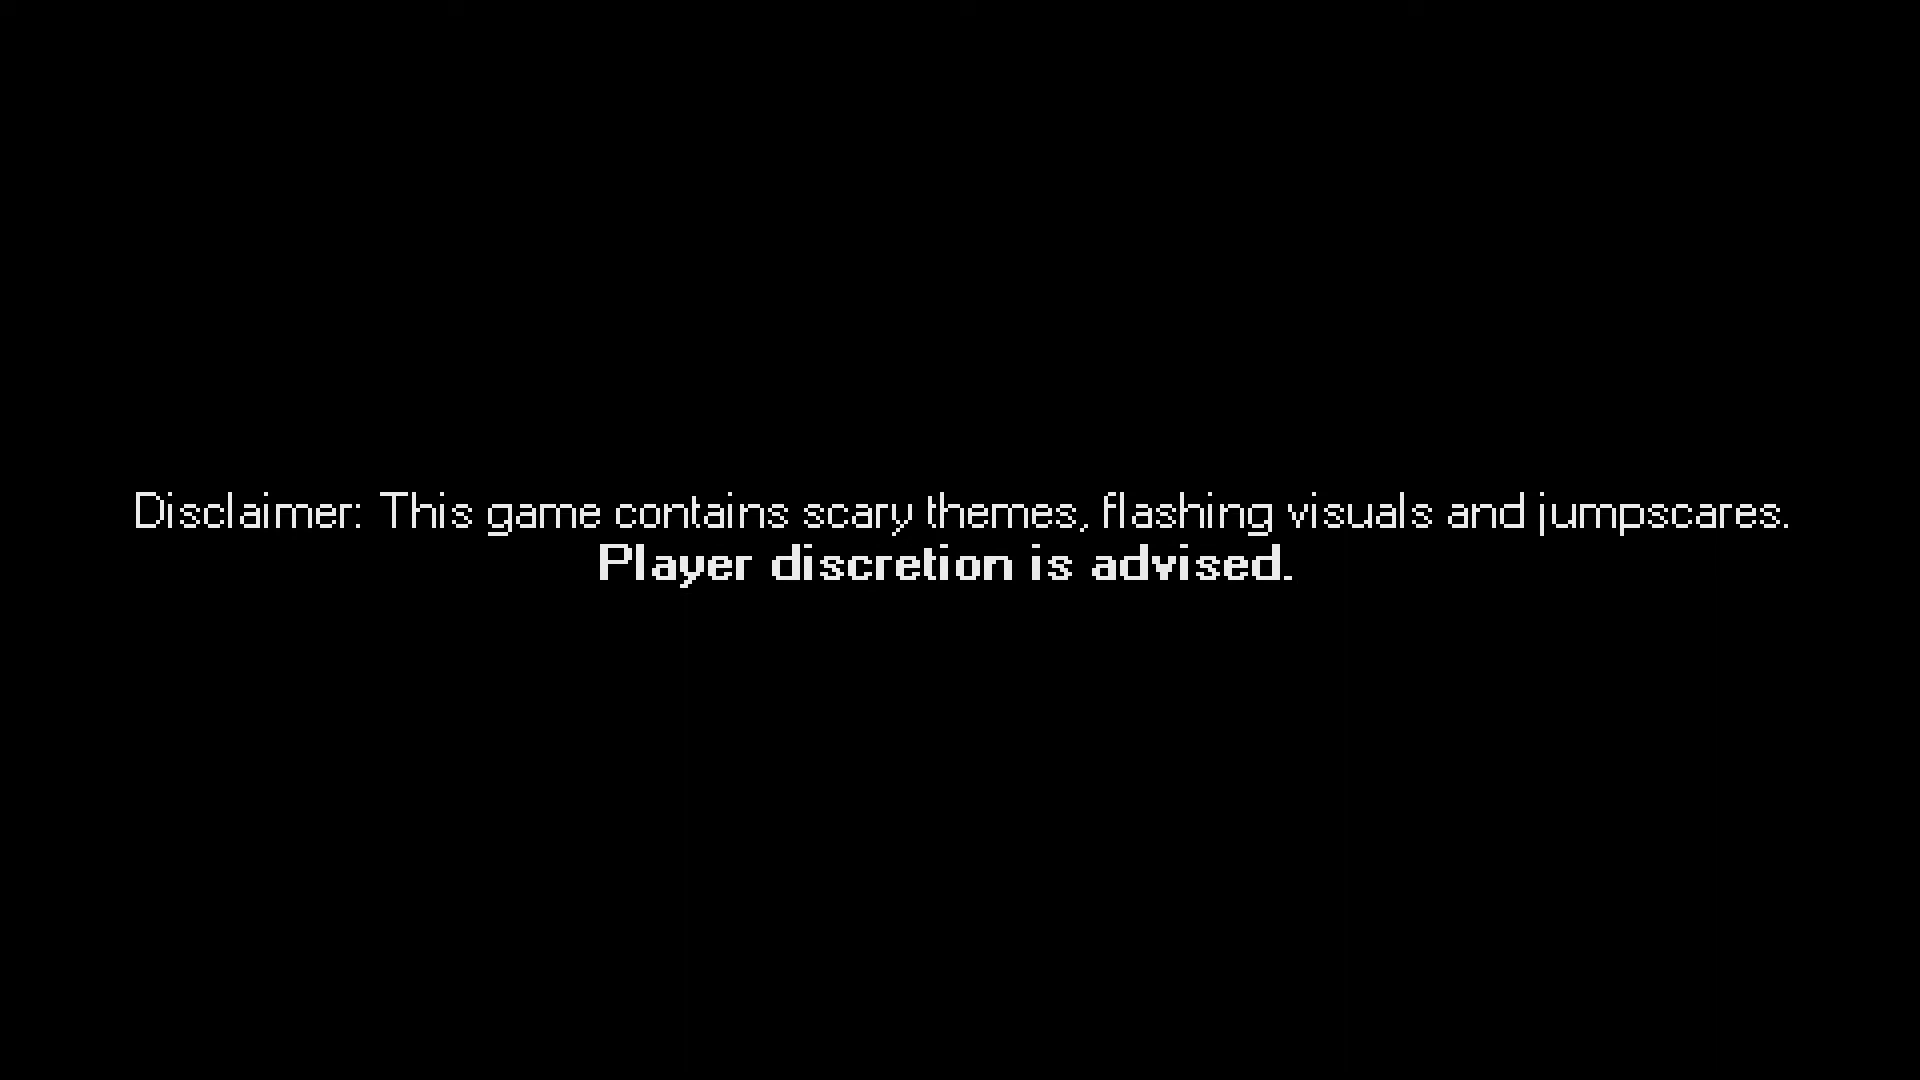 Disclaimer: This game contains scary themes, flashing visuals and jumpscares.
Player discretion is advised.